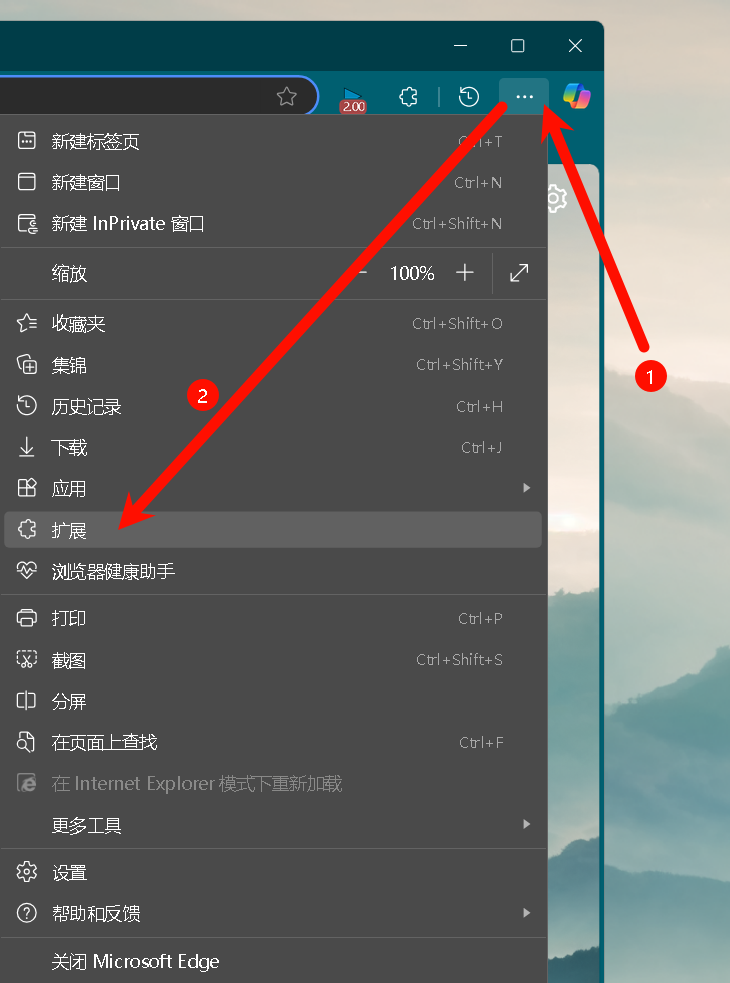 2.00
新建标签页 Ctrl+T
新建窗口 Ctrl+N
新建 InPrivate 窗口 Ctrl+Shift+N
缩放 100%
收藏夹 Ctrl+Shift+O
集锦 Ctrl+Shift+Y
历史记录 Ctrl+H
下载 Ctrl+J
应用
扩展
浏览器健康助手
打印 Ctrl+P
截图 Ctrl+Shift+S
分屏
在页面上查找 Ctrl+F
在 Internet Explorer 模式下重新加载
更多工具
设置
帮助和反馈
关闭 Microsoft Edge
1
2